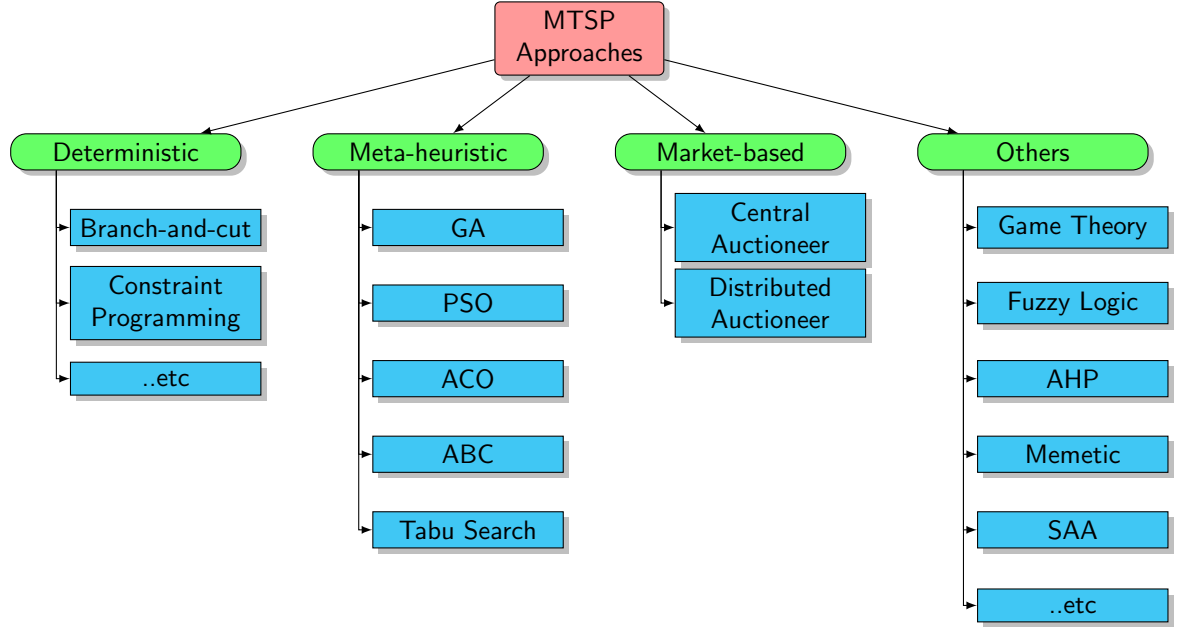 MTSP
Approaches
Deterministic
Meta-heuristic
Market-based
Others
Branch-and-cut
Constraint
Programming
..etc
GA
PSO
ACO
ABC
Tabu Search
Central
Auctioneer
Distributed
Auctioneer
Game Theory
Fuzzy Logic
AHP
Memetic
SAA
..etc